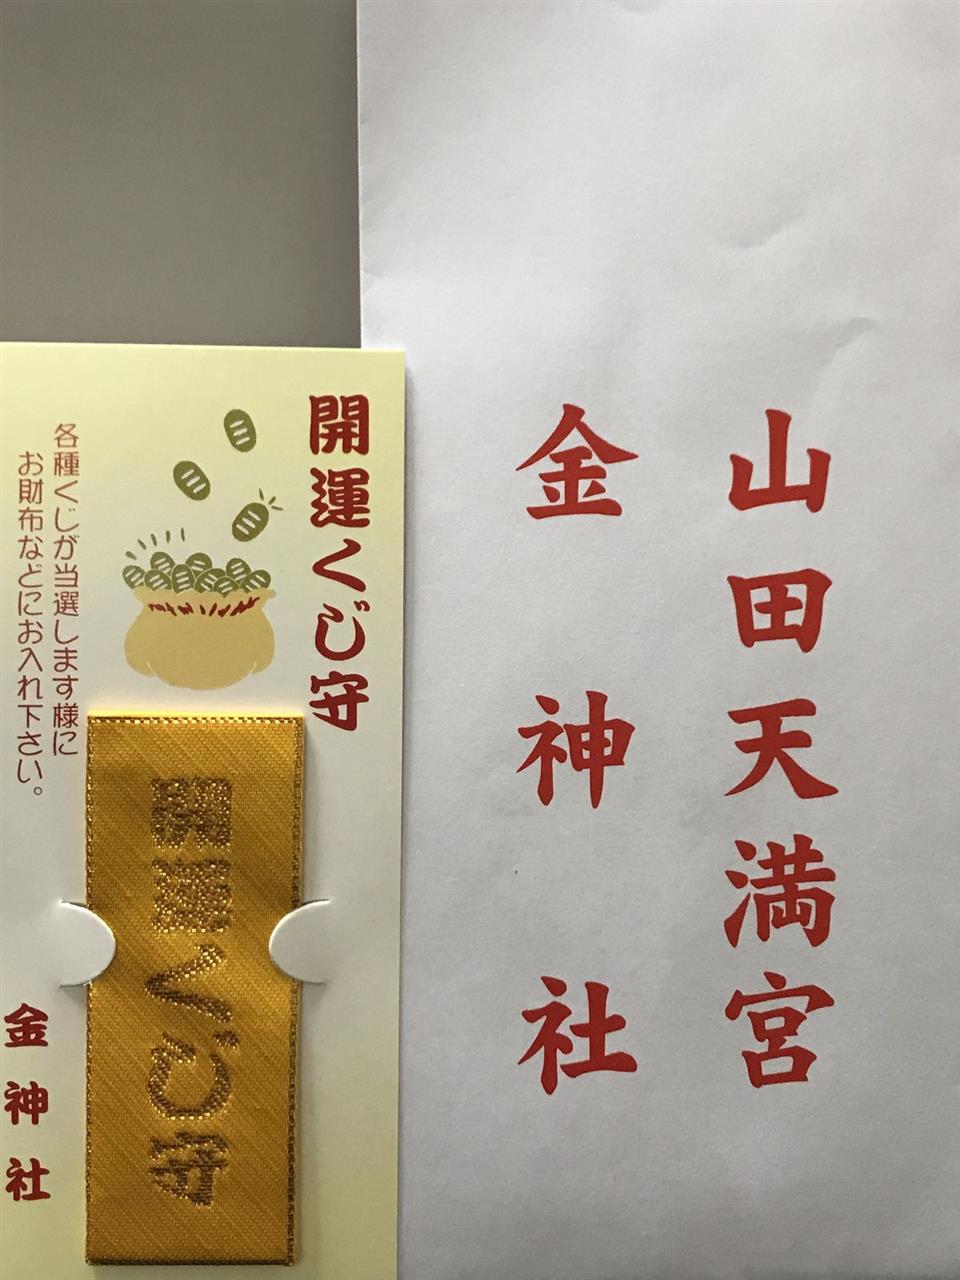 山田天満宮
金神社
開運くじ守
各種くじが当選します様に
お財布などにお入れ下さい。
開運くじ守
金神社